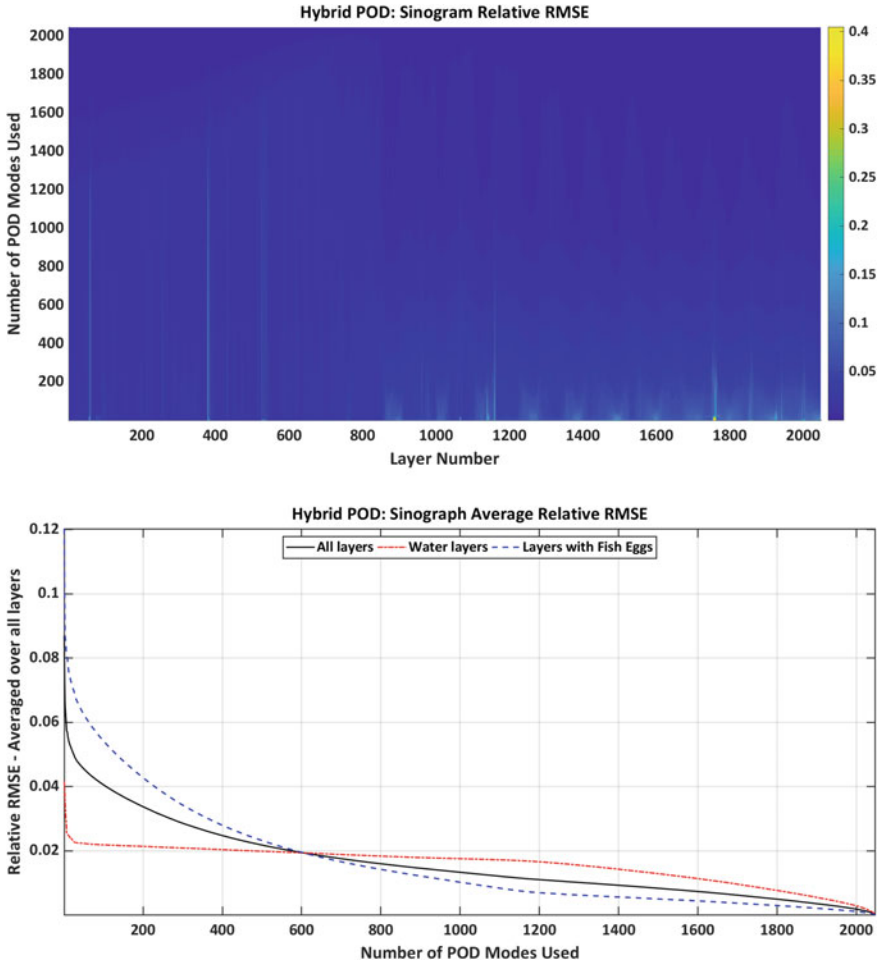 Hybrid POD: Sinogram Relative RMSE
Number of POD Modes Used
2000
1800
1600
1400
1200
1000
800
600
400
200
200 400 600 800 1000 1200 1400 1600 1800 2000
Layer Number
0.4
0.35
0.3
0.25
0.2
0.15
0.1
0.05
Hybrid POD: Sinograph Average Relative RMSE
All layers Water layers Layers with Fish Eggs
Relative RMSE - Averaged over all layers
0.12
0.1
0.08
0.06
0.04
0.02
200 400 600 800 1000 1200 1400 1600 1800 2000
Number of POD Modes Used